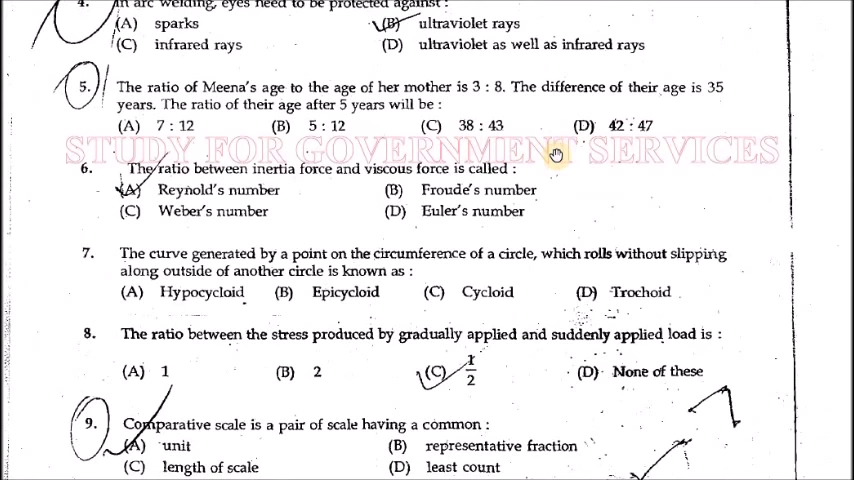 4. In arc welding, eyes need to be protected against :
(A) sparks (B) ultraviolet rays
(C) infrared rays (D) ultraviolet as well as infrared rays
5. The ratio of Meena's age to the age of her mother is 3 : 8. The difference of their age is 35
years. The ratio of their age after 5 years will be :
(A) 7 : 12 (B) 5 : 12 (C) 38 : 43 (D) 42 : 47
STUDY FOR GOVERNMENT SERVICES
6. The ratio between inertia force and viscous force is called :
(A) Reynold's number (B) Froude's number
(C) Weber's number (D) Euler's number
7. The curve generated by a point on the circumference of a circle, which rolls without slipping
along outside of another circle is known as :
(A) Hypocycloid (B) Epicycloid (C) Cycloid (D) Trochoid
8. The ratio between the stress produced by gradually applied and suddenly applied load is :
(A) 1 (B) 2 (C) 1/2 (D) None of these
9. Comparative scale is a pair of scale having a common :
(A) unit (B) representative fraction
(C) length of scale (D) least count